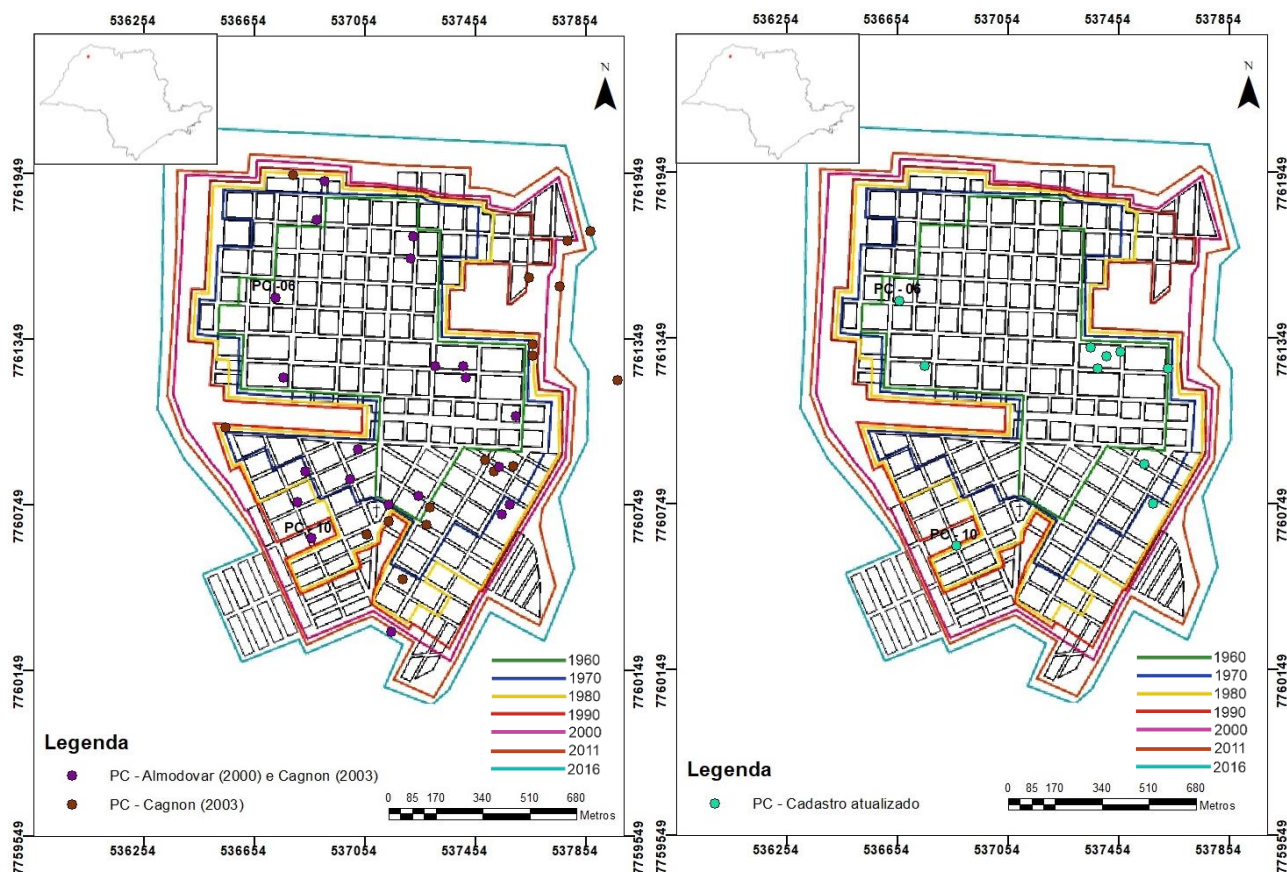 536254 536654 537054 537454 537854
N
7761949 7761949
PC -06
7761349 7761349
7760749 7760749
PC - 10
7760149 7760149
1960
1970
1980
1990
2000
2011
2016
Legenda
PC - Almodovar (2000) e Cagnon (2003)
PC - Cagnon (2003)
0 85 170 340 510 680
Metros
7759549 7759549
536254 536654 537054 537454 537854
536254 536654 537054 537454 537854
N
7761949 7761949
PC - 06
7761349 7761349
7760749 7760749
PC - 10
7760149 7760149
1960
1970
1980
1990
2000
2011
2016
Legenda
PC - Cadastro atualizado
0 85 170 340 510 680
Metros
7759549 7759549
536254 536654 537054 537454 537854